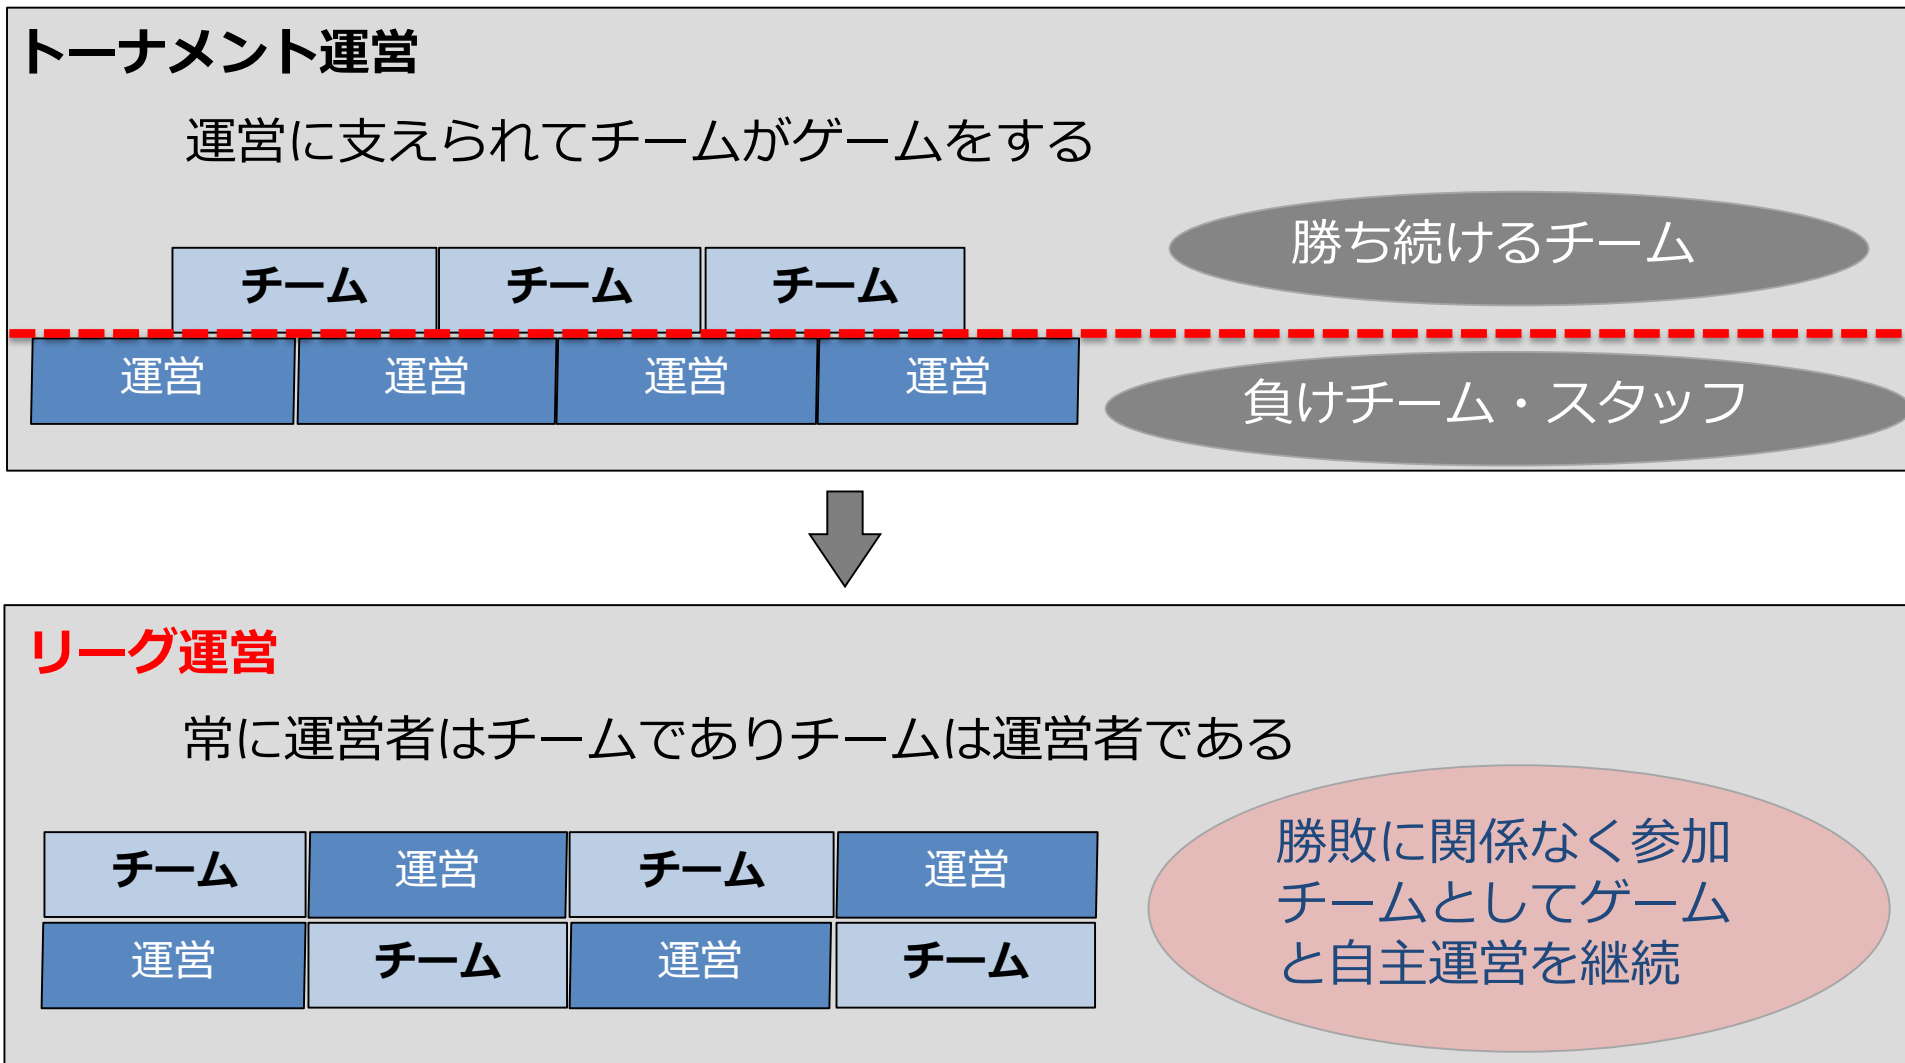 トーナメント運営
運営に支えられてチームがゲームをする
勝ち続けるチーム
チーム チーム チーム
運営 運営 運営 運営
負けチーム・スタッフ
リーグ運営
常に運営者はチームでありチームは運営者である
チーム 運営 チーム 運営
運営 チーム 運営 チーム
勝敗に関係なく参加
チームとしてゲーム
と自主運営を継続